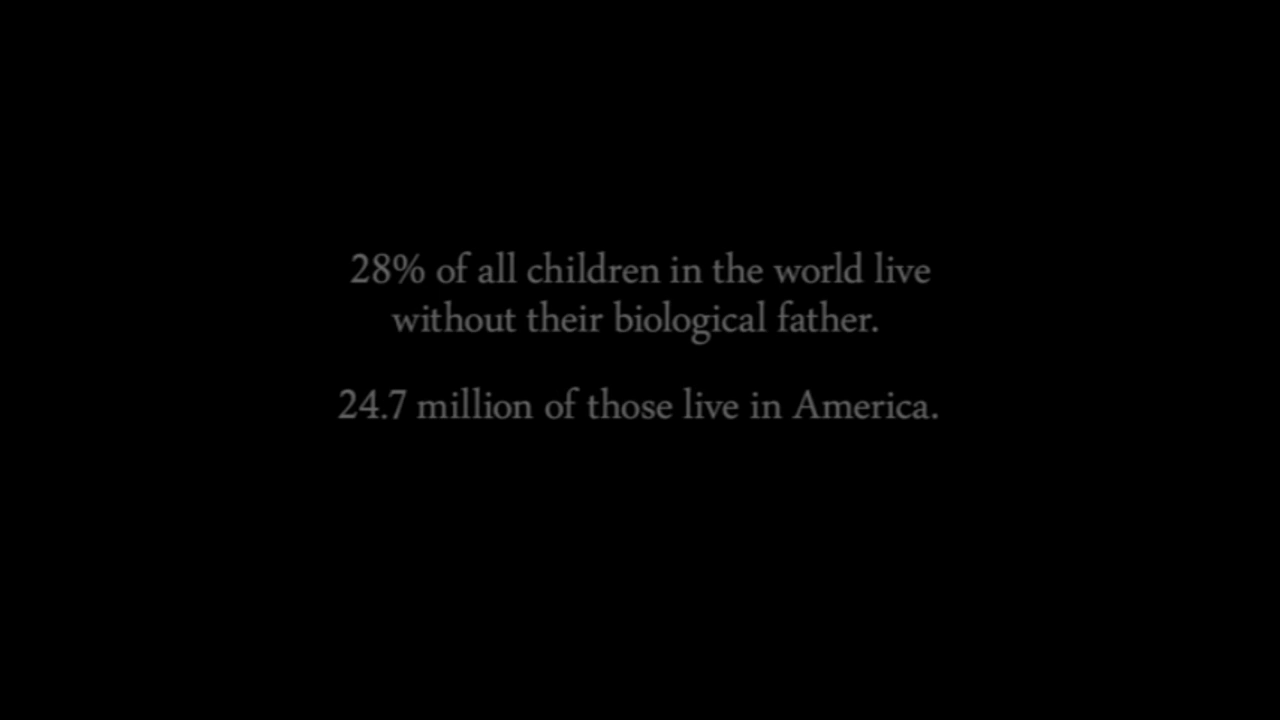 28% of all children in the world live
without their biological father.
24.7 million of those live in America.